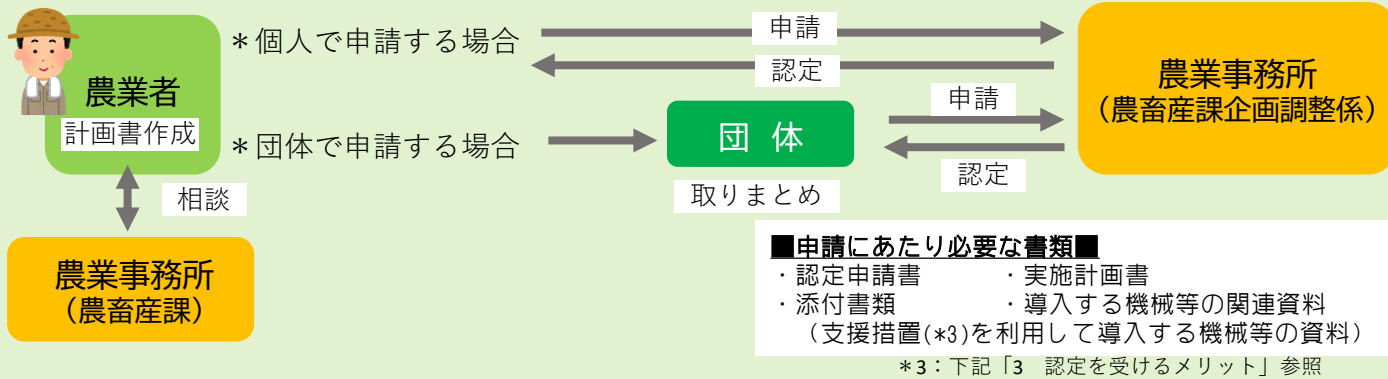 農業者
計画書作成
相談
農業事務所
（農畜産課）
＊個人で申請する場合
申請
認定
＊団体で申請する場合
団 体
取りまとめ
申請
認定
農業事務所
（農畜産課企画調整係）
■申請にあたり必要な書類■
・認定申請書 ・実施計画書
・添付書類 ・導入する機械等の関連資料
（支援措置(*3)を利用して導入する機械等の資料）
＊3：下記「3 認定を受けるメリット」参照